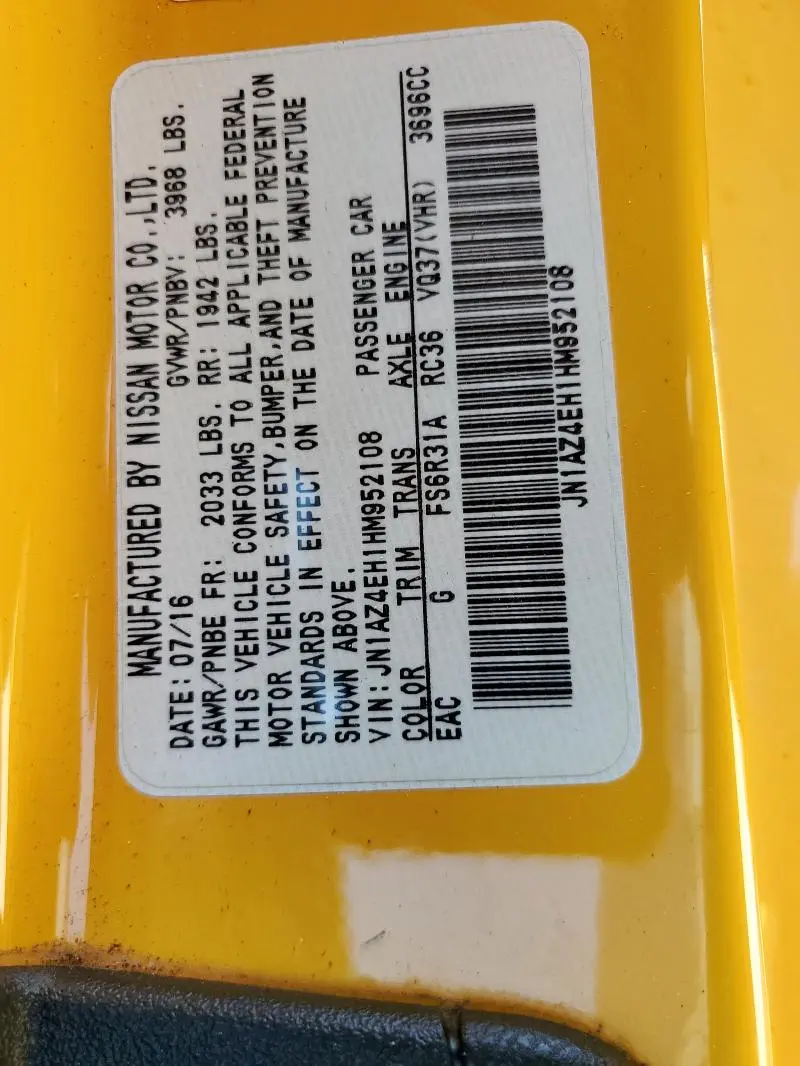 MANUFACTURED BY NISSAN MOTOR CO.,LTD.
DATE: 07/16 GVWR/PNBV: 3968 LBS.
GAWR/PNBE FR: 2033 LBS. RR: 1942 LBS.
THIS VEHICLE CONFORMS TO ALL APPLICABLE FEDERAL
MOTOR VEHICLE SAFETY,BUMPER,AND THEFT PREVENTION
STANDARDS IN EFFECT ON THE DATE OF MANUFACTURE
SHOWN ABOVE.
VIN:JN1AZ4EH1HM952108 PASSENGER CAR
COLOR TRIM TRANS AXLE ENGINE
EAC G FS6R31A RC36 VQ37(VHR) 3696CC
JN1AZ4EH1HM952108